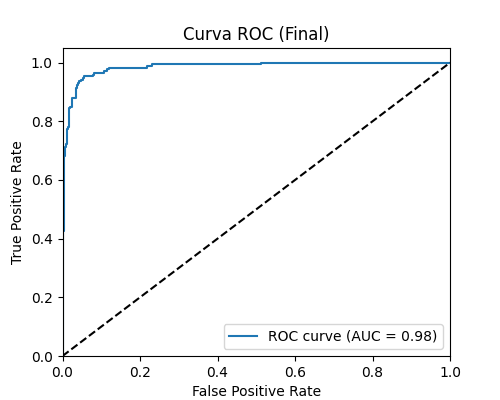 Curva ROC (Final)
True Positive Rate
1.0
0.8
0.6
0.4
0.2
0.0
ROC curve (AUC = 0.98)
0.0 0.2 0.4 0.6 0.8 1.0
False Positive Rate